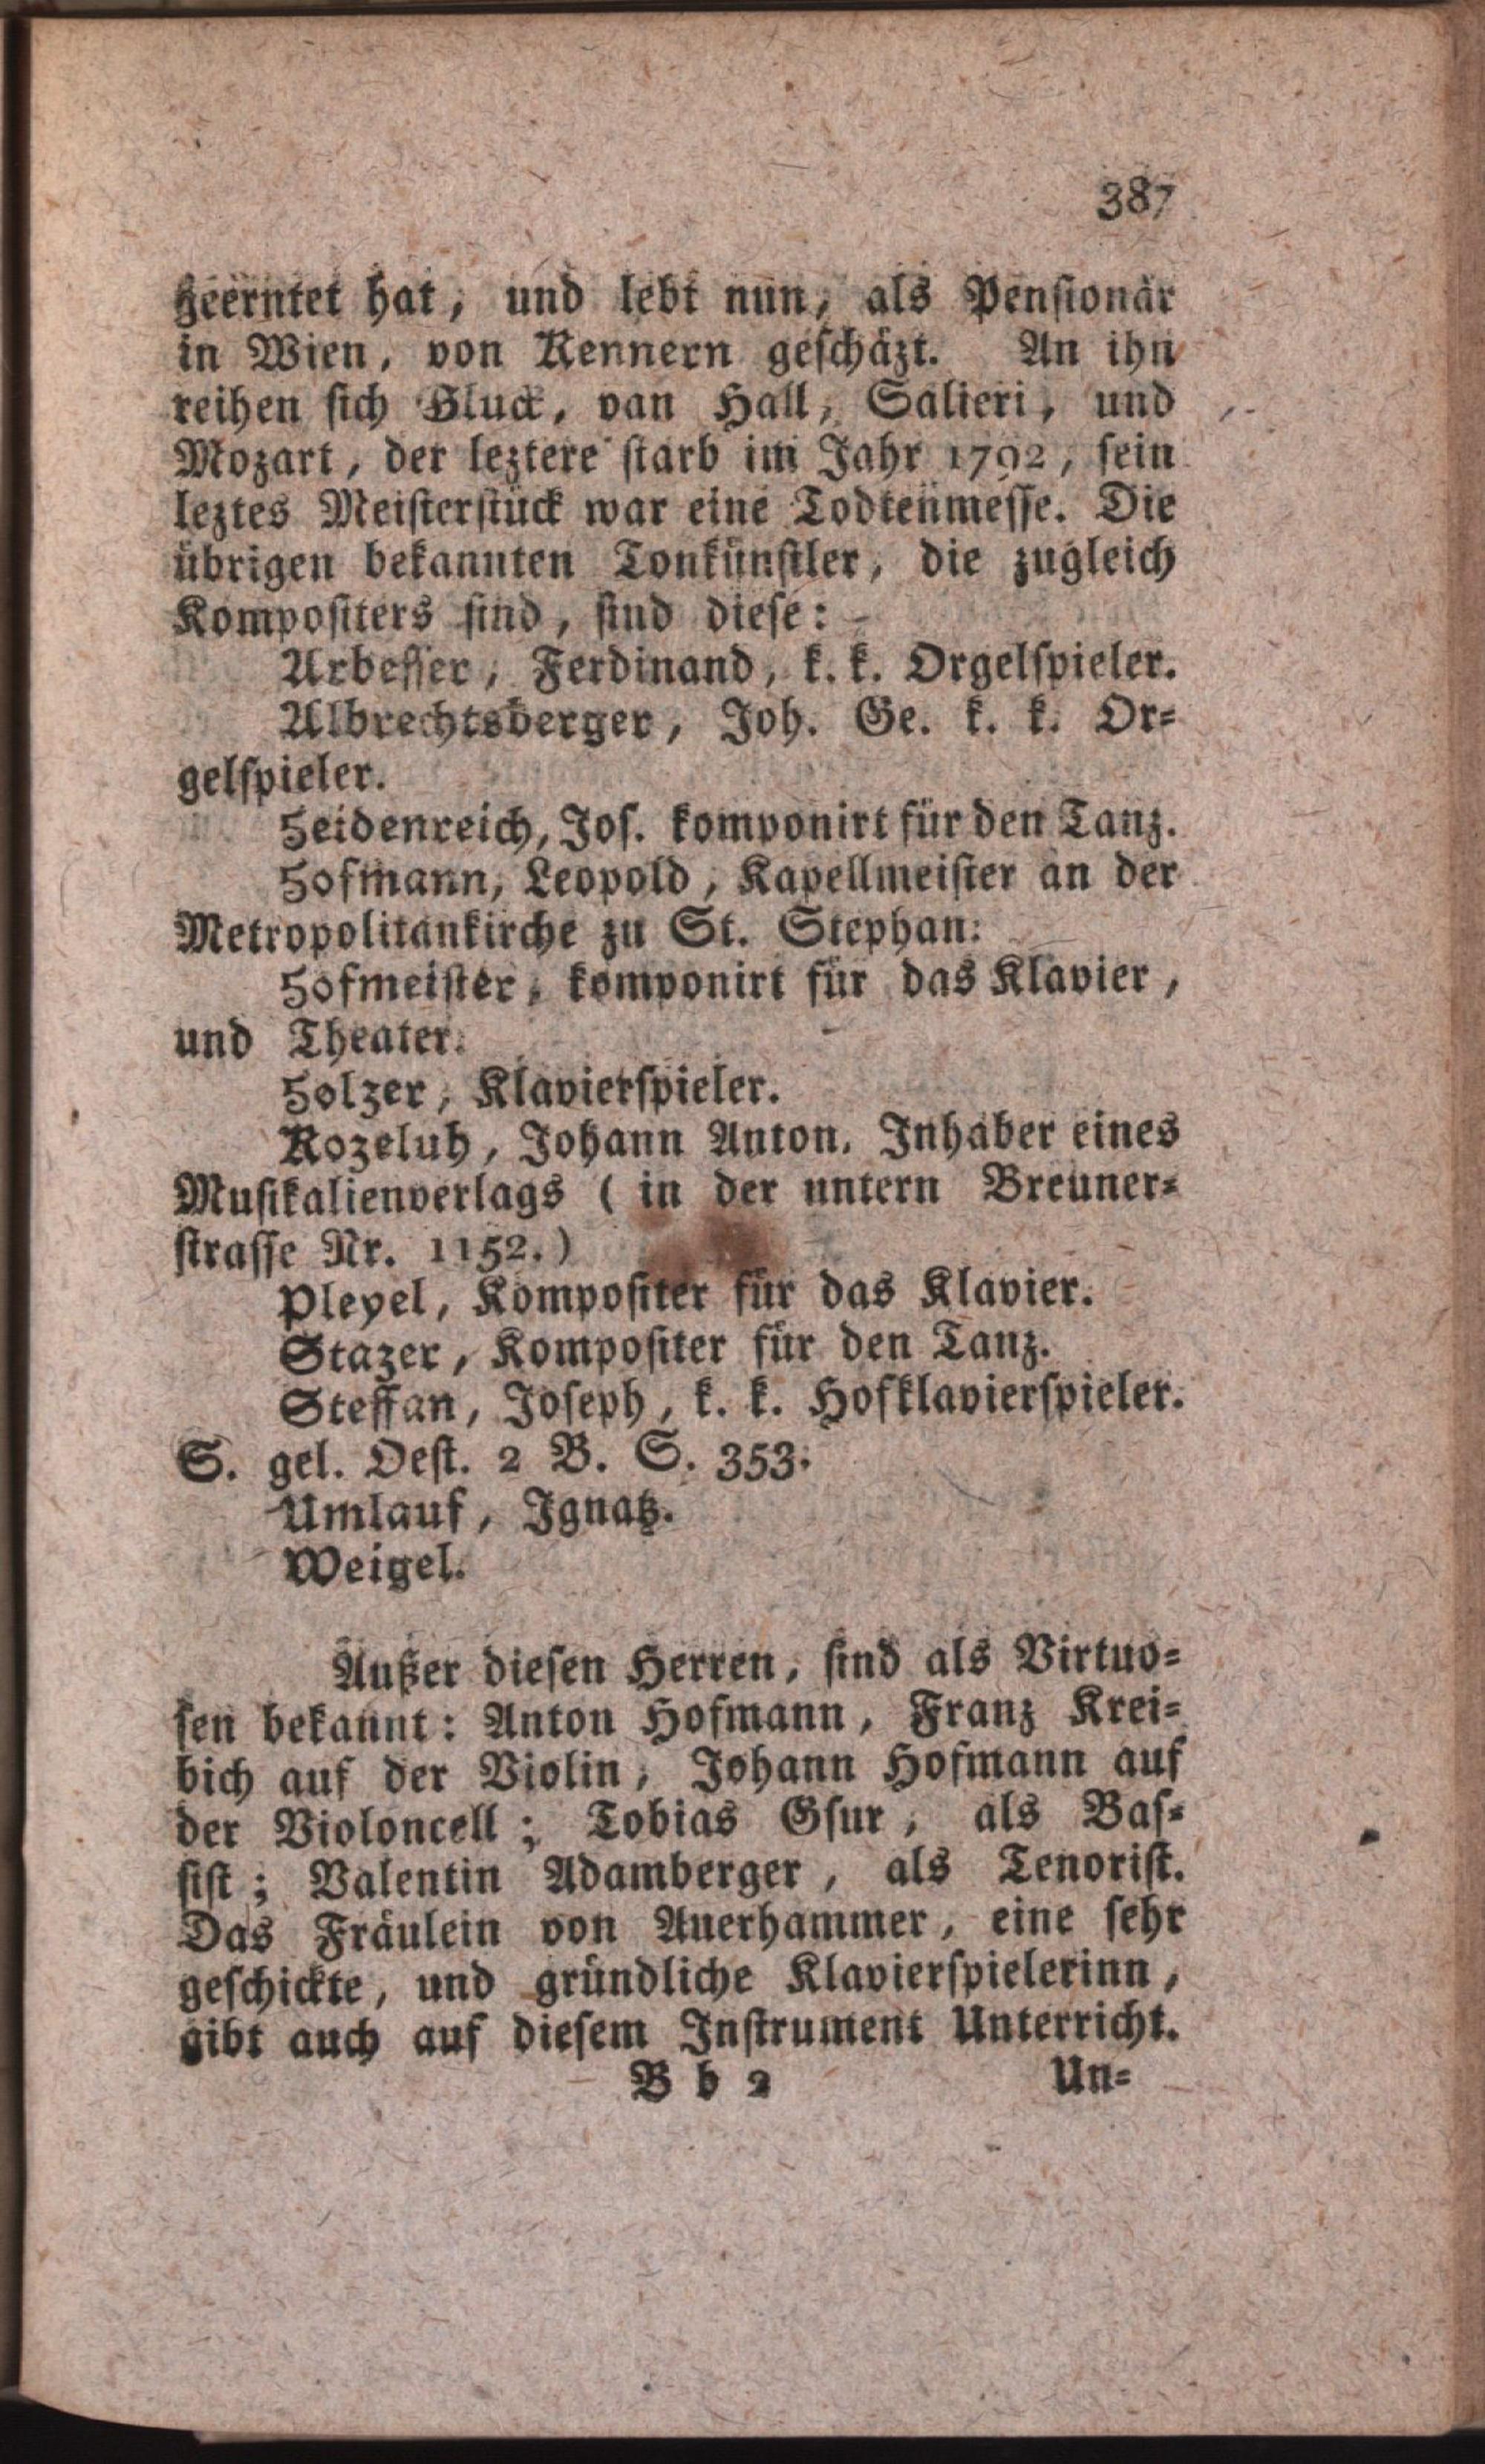 387
geerntet hat, und lebt nun, als Pensionär
in Wien, von Kennern geschäzt. An ihn
reihen sich Gluck, van Hall, Salieri, und
Mozart, der leztere starb im Jahr 1792, sein
leztes Meisterstück war eine Todtenmesse. Die
übrigen bekannten Tonkünstler, die zugleich
Kompositers sind, sind diese:
Arbesser, Ferdinand, k. k. Orgelspieler.
Albrechtsberger, Joh. Ge. k. k. Or-
gelspieler.
Heidenreich, Jos. komponirt für den Tanz.
Hofmann, Leopold, Kapellmeister an der
Metropolitankirche zu St. Stephan.
Hofmeister, komponirt für das Klavier,
und Theater.
Holzer, Klavierspieler.
Kozeluh, Johann Anton. Inhaber eines
Musikalienverlags (in der untern Breuner-
strasse Nr. 1152.)
Pleyel, Kompositer für das Klavier.
Stazer, Kompositer für den Tanz.
Steffan, Joseph, k. k. Hofklavierspieler.
S. gel. Oest. 2 B. S. 353.
Umlauf, Ignatz.
Weigel.
Außer diesen Herren, sind als Virtuo-
sen bekannt: Anton Hofmann, Franz Krei-
bich auf der Violin, Johann Hofmann auf
der Violoncell; Tobias Gsur, als Bas-
sist; Valentin Adamberger, als Tenorist.
Das Fräulein von Auerhammer, eine sehr
geschickte, und gründliche Klavierspielerinn,
gibt auch auf diesem Instrument Unterricht.
B b 2 Un-